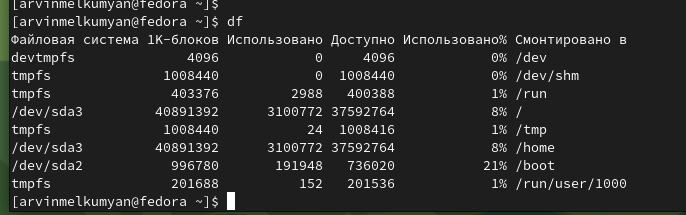 [arvinmelkumyan@fedora ~]$
[arvinmelkumyan@fedora ~]$ df
Файловая система 1K-блоков Использовано Доступно Использовано% Cмонтировано в
devtmpfs 4096 0 4096 0% /dev
tmpfs 1008440 0 1008440 0% /dev/shm
tmpfs 403376 2988 400388 1% /run
/dev/sda3 40891392 3100772 37592764 8% /
tmpfs 1008440 24 1008416 1% /tmp
/dev/sda3 40891392 3100772 37592764 8% /home
/dev/sda2 996780 191948 736020 21% /boot
tmpfs 201688 152 201536 1% /run/user/1000
[arvinmelkumyan@fedora ~]$